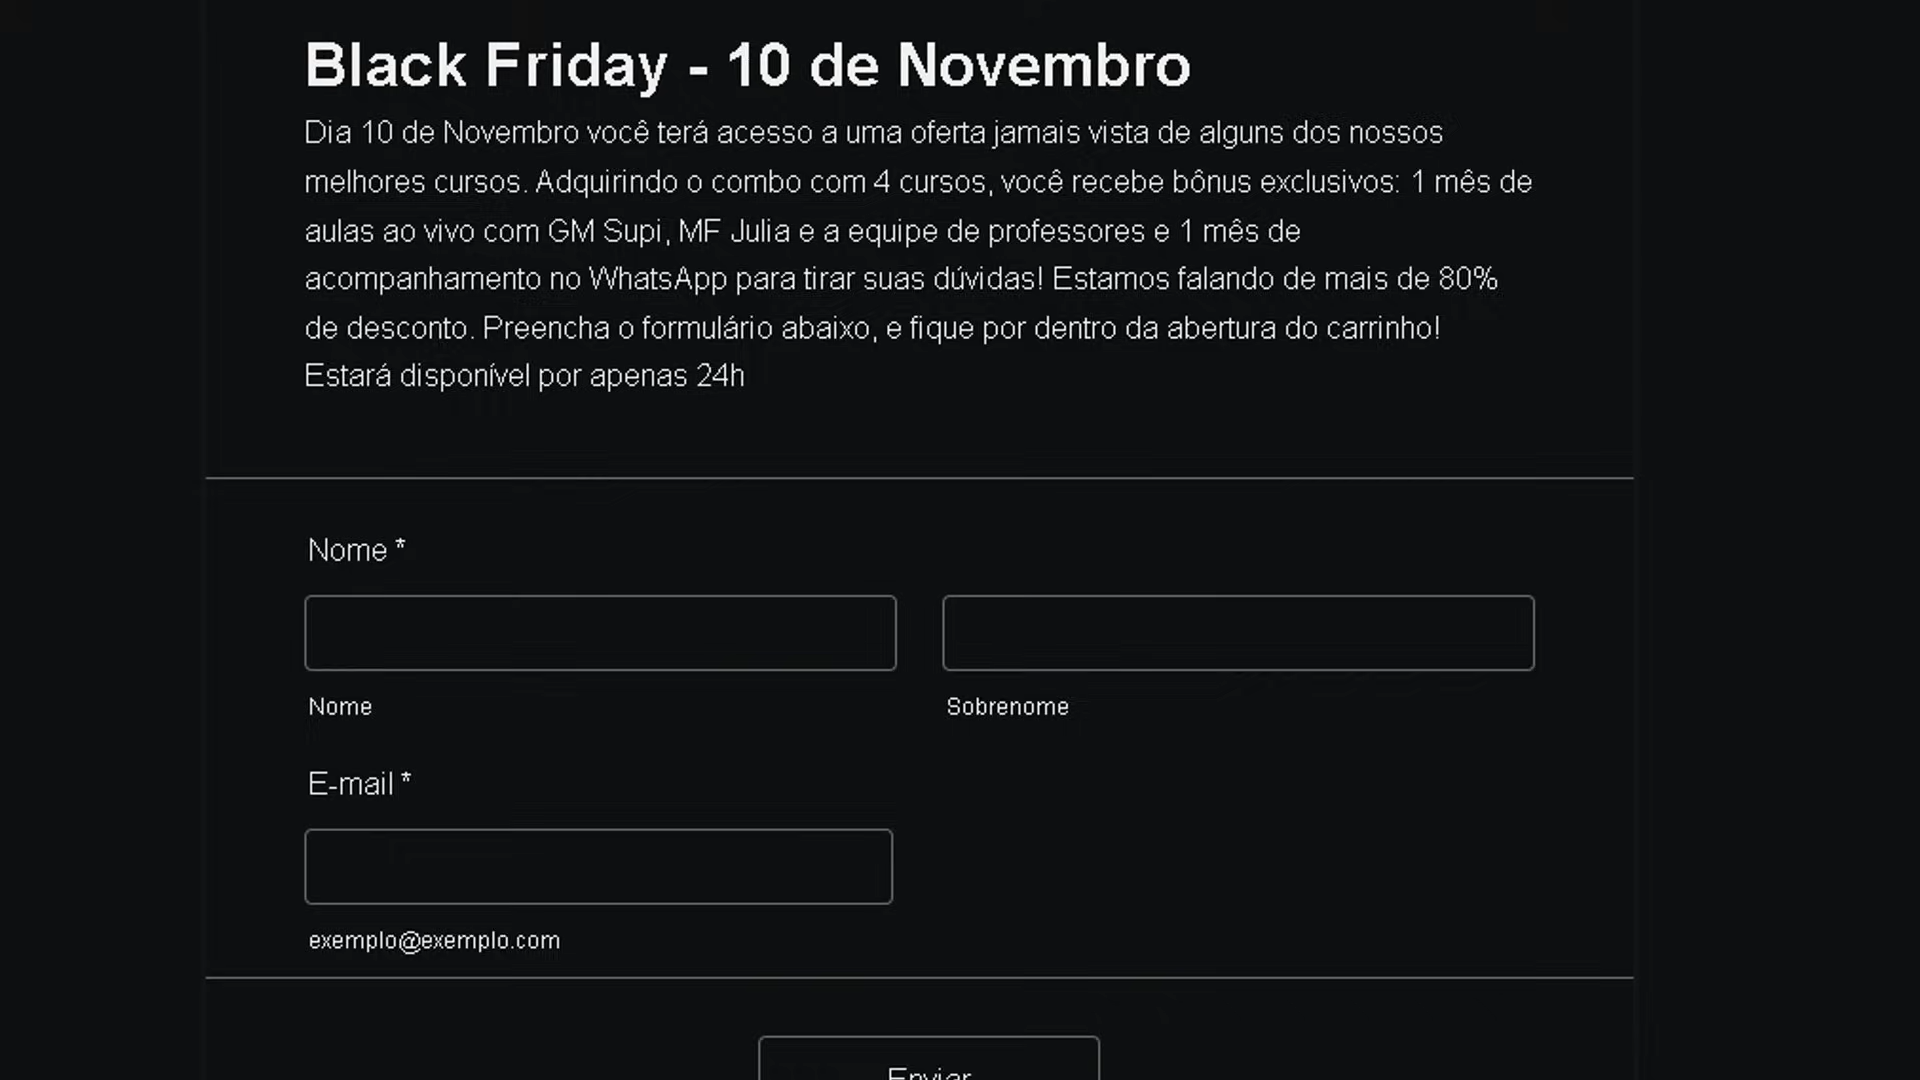 Black Friday - 10 de Novembro
Dia 10 de Novembro você terá acesso a uma oferta jamais vista de alguns dos nossos
melhores cursos. Adquirindo o combo com 4 cursos, você recebe bônus exclusivos: 1 mês de
aulas ao vivo com GM Supi, MF Julia e a equipe de professores e 1 mês de
acompanhamento no WhatsApp para tirar suas dúvidas! Estamos falando de mais de 80%
de desconto. Preencha o formulário abaixo, e fique por dentro da abertura do carrinho!
Estará disponível por apenas 24h
Nome *
Nome
Sobrenome
E-mail *
exemplo@exemplo.com
Enviar